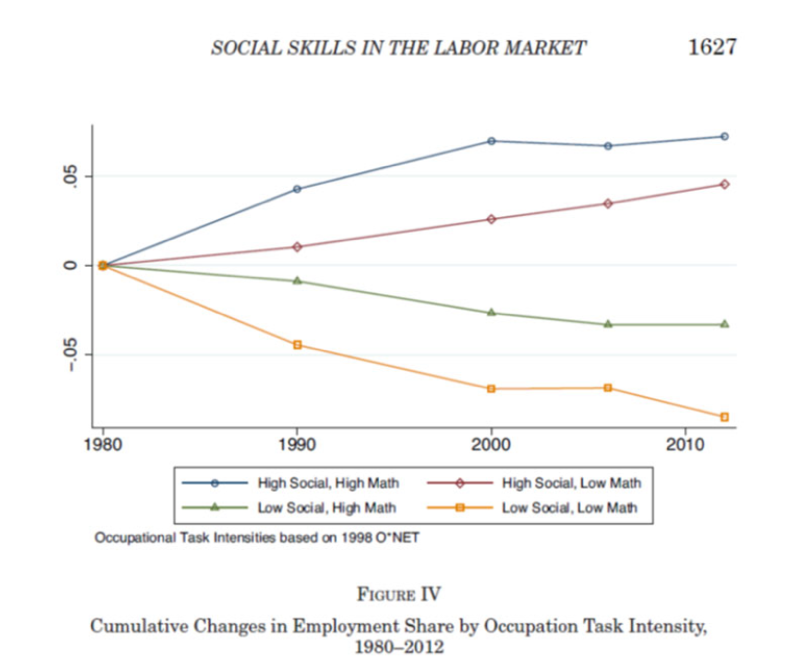 SOCIAL SKILLS IN THE LABOR MARKET 1627
.05
0
-.05
1980 1990 2000 2010
High Social, High Math High Social, Low Math
Low Social, High Math Low Social, Low Math
Occupational Task Intensities based on 1998 O*NET
FIGURE IV
Cumulative Changes in Employment Share by Occupation Task Intensity,
1980–2012